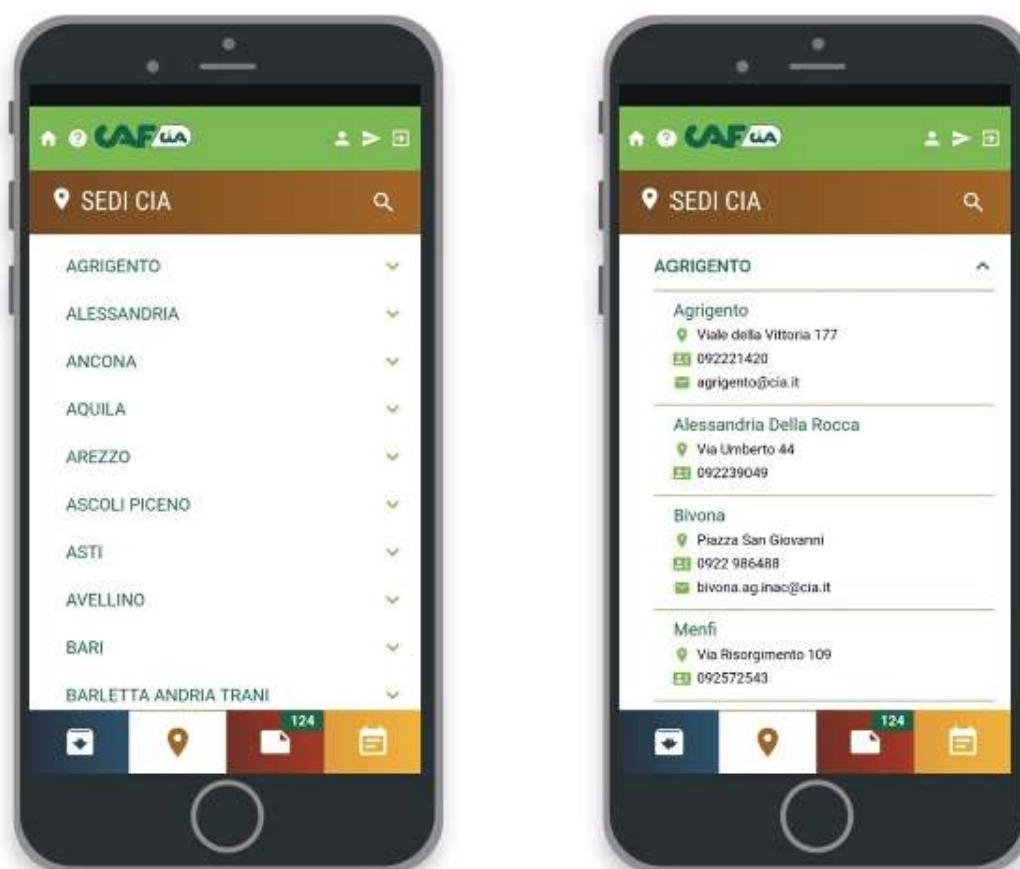 CAF CIA
SEDI CIA
AGRIGENTO
ALESSANDRIA
ANCONA
AQUILA
AREZZO
ASCOLI PICENO
ASTI
AVELLINO
BARI
BARLETTA ANDRIA TRANI
124
CAF CIA
SEDI CIA
AGRIGENTO
Agrigento
Viale della Vittoria 177
092221420
agrigento@cia.it
Alessandria Della Rocca
Via Umberto 44
092239049
Bivona
Piazza San Giovanni
0922 986488
bivona.ag.inac@cia.it
Menfi
Via Risorgimento 109
092572543
124